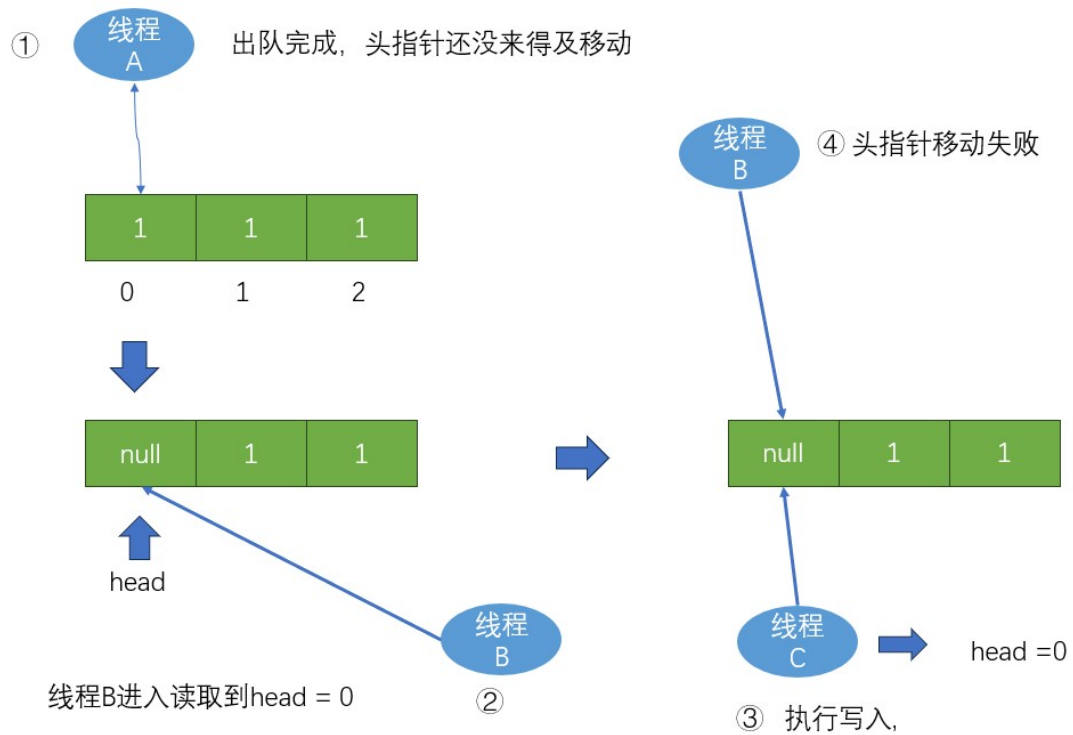 ①
线程
A
出队完成, 头指针还没来得及移动
1 1 1
0 1 2
null 1 1
head
线程
B
线程B进入读取到head = 0
②
线程
B
④ 头指针移动失败
null 1 1
线程
C
head =0
③ 执行写入,